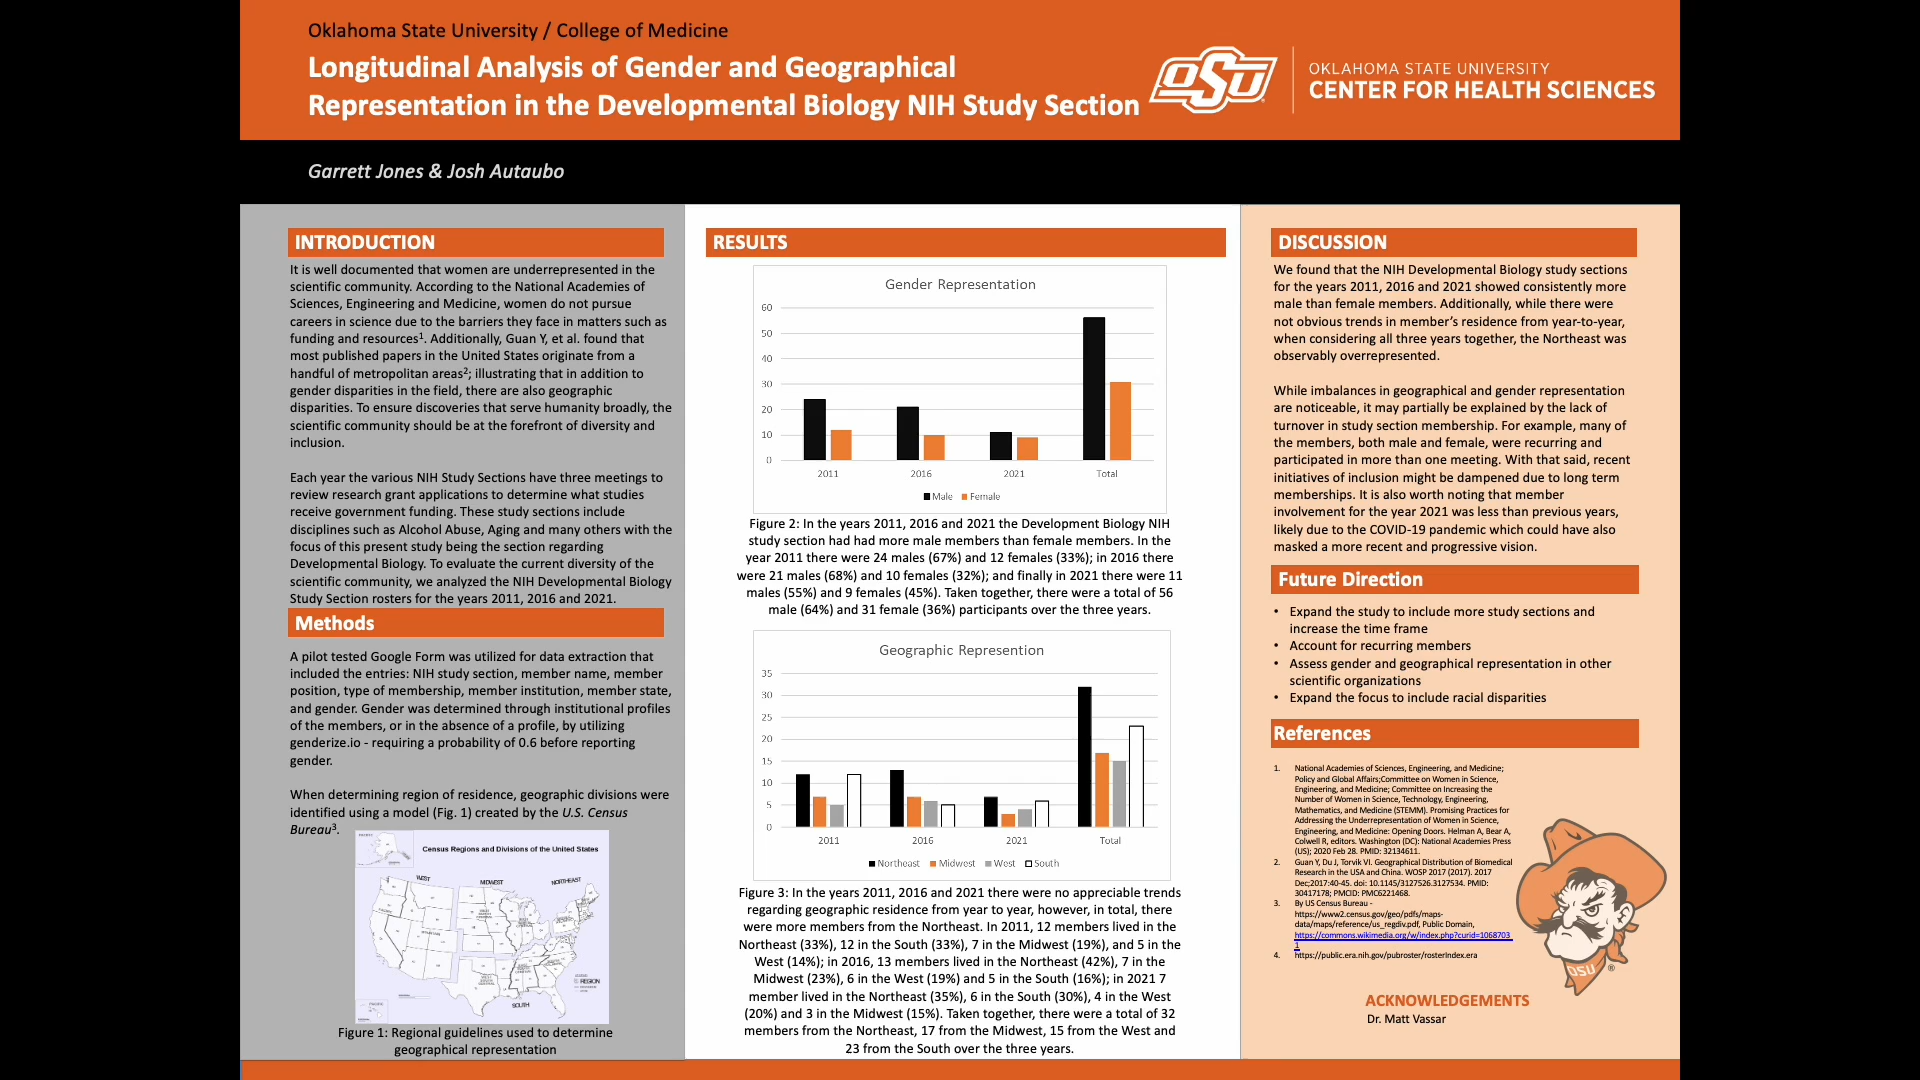 Oklahoma State University / College of Medicine
Longitudinal Analysis of Gender and Geographical
Representation in the Developmental Biology NIH Study Section
OSU
OKLAHOMA STATE UNIVERSITY
CENTER FOR HEALTH SCIENCES
Garrett Jones & Josh Autaubo
INTRODUCTION
It is well documented that women are underrepresented in the
scientific community. According to the National Academies of
Sciences, Engineering and Medicine, women do not pursue
careers in science due to the barriers they face in matters such as
funding and resources¹. Additionally, Guan Y, et al. found that
most published papers in the United States originate from a
handful of metropolitan areas²; illustrating that in addition to
gender disparities in the field, there are also geographic
disparities. To ensure discoveries that serve humanity broadly, the
scientific community should be at the forefront of diversity and
inclusion.
Each year the various NIH Study Sections have three meetings to
review research grant applications to determine what studies
receive government funding. These study sections include
disciplines such as Alcohol Abuse, Aging and many others with the
focus of this present study being the section regarding
Developmental Biology. To evaluate the current diversity of the
scientific community, we analyzed the NIH Developmental Biology
Study Section rosters for the years 2011, 2016 and 2021.
Methods
A pilot tested Google Form was utilized for data extraction that
included the entries: NIH study section, member name, member
position, type of membership, member institution, member state,
and gender. Gender was determined through institutional profiles
of the members, or in the absence of a profile, by utilizing
genderize.io - requiring a probability of 0.6 before reporting
gender.
When determining region of residence, geographic divisions were
identified using a model (Fig. 1) created by the U.S. Census
Bureau³.
Census Regions and Divisions of the United States
WEST
MIDWEST
NORTHEAST
SOUTH
REGION
Figure 1: Regional guidelines used to determine
geographical representation
RESULTS
Gender Representation
60
50
40
30
20
10
0
2011 2016 2021 Total
Male Female
Figure 2: In the years 2011, 2016 and 2021 the Development Biology NIH
study section had had more male members than female members. In the
year 2011 there were 24 males (67%) and 12 females (33%); in 2016 there
were 21 males (68%) and 10 females (32%); and finally in 2021 there were 11
males (55%) and 9 females (45%). Taken together, there were a total of 56
male (64%) and 31 female (36%) participants over the three years.
Geographic Represention
35
30
25
20
15
10
5
0
2011 2016 2021 Total
Northeast Midwest West South
Figure 3: In the years 2011, 2016 and 2021 there were no appreciable trends
regarding geographic residence from year to year, however, in total, there
were more members from the Northeast. In 2011, 12 members lived in the
Northeast (33%), 12 in the South (33%), 7 in the Midwest (19%), and 5 in the
West (14%); in 2016, 13 members lived in the Northeast (42%), 7 in the
Midwest (23%), 6 in the West (19%) and 5 in the South (16%); in 2021 7
member lived in the Northeast (35%), 6 in the South (30%), 4 in the West
(20%) and 3 in the Midwest (15%). Taken together, there were a total of 32
members from the Northeast, 17 from the Midwest, 15 from the West and
23 from the South over the three years.
DISCUSSION
We found that the NIH Developmental Biology study sections
for the years 2011, 2016 and 2021 showed consistently more
male than female members. Additionally, while there were
not obvious trends in member's residence from year-to-year,
when considering all three years together, the Northeast was
observably overrepresented.
While imbalances in geographical and gender representation
are noticeable, it may partially be explained by the lack of
turnover in study section membership. For example, many of
the members, both male and female, were recurring and
participated in more than one meeting. With that said, recent
initiatives of inclusion might be dampened due to long term
memberships. It is also worth noting that member
involvement for the year 2021 was less than previous years,
likely due to the COVID-19 pandemic which could have also
masked a more recent and progressive vision.
Future Direction
• Expand the study to include more study sections and
increase the time frame
• Account for recurring members
• Assess gender and geographical representation in other
scientific organizations
• Expand the focus to include racial disparities
References
1. National Academies of Sciences, Engineering, and Medicine;
Policy and Global Affairs;Committee on Women in Science,
Engineering, and Medicine; Committee on Increasing the
Number of Women in Science, Technology, Engineering,
Mathematics, and Medicine (STEMM). Promising Practices for
Addressing the Underrepresentation of Women in Science,
Engineering, and Medicine: Opening Doors. Helman A, Bear A,
Colwell R, editors. Washington (DC): National Academies Press
(US); 2020 Feb 28. PMID: 32134611.
2. Guan Y, Du J, Torvik VI. Geographical Distribution of Biomedical
Research in the USA and China. WOSP 2017 (2017). 2017
Dec;2017:40-45. doi: 10.1145/3127526.3127534. PMID:
30417178; PMCID: PMC6221468.
3. By US Census Bureau -
https://www2.census.gov/geo/pdfs/maps-
data/maps/reference/us_regdiv.pdf, Public Domain,
https://commons.wikimedia.org/w/index.php?curid=1068703
1
4. https://public.era.nih.gov/pubroster/rosterIndex.era
OSU ®
ACKNOWLEDGEMENTS
Dr. Matt Vassar